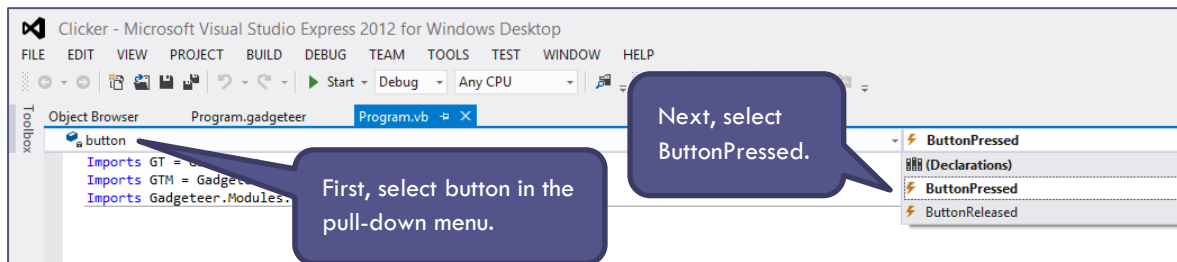 Clicker - Microsoft Visual Studio Express 2012 for Windows Desktop
FILE EDIT VIEW PROJECT BUILD DEBUG TEAM TOOLS TEST WINDOW HELP
Start Debug Any CPU
Toolbox
Object Browser Program.gadgeteer Program.vb
button
ButtonPressed
Imports GT =
Imports GTM =
Imports Gadgeteer.Modules.
(Declarations)
ButtonPressed
ButtonReleased
First, select button in the
pull-down menu.
Next, select
ButtonPressed.